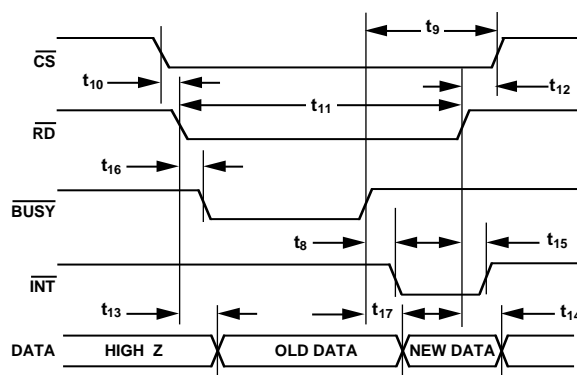 t9
CS
t10
t11
t12
RD
t16
BUSY
t8
t15
INT
t13
t17
t14
DATA HIGH Z OLD DATA NEW DATA